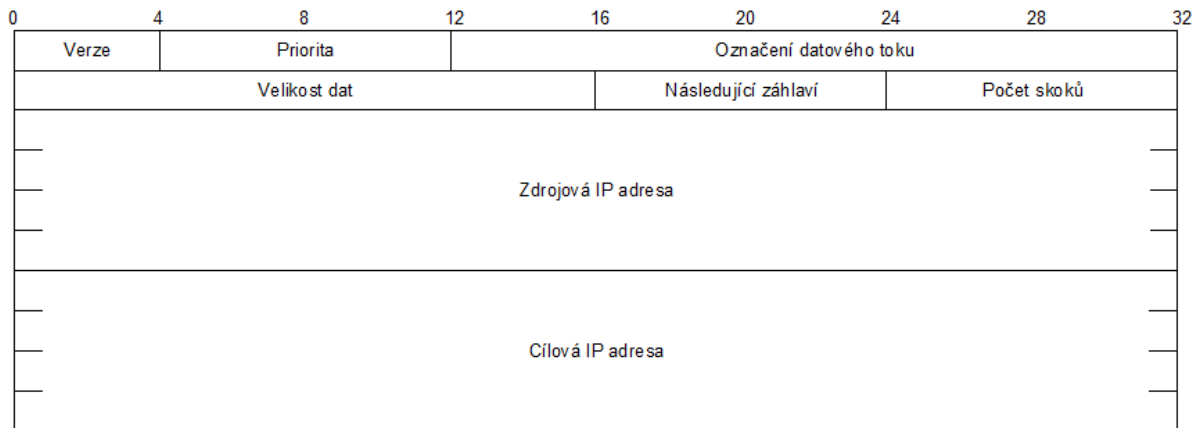 0 4 8 12 16 20 24 28 32
Verze Priorita Označení datového toku
Velikost dat Následující záhlaví Počet skoků
Zdrojová IP adresa
Cílová IP adresa